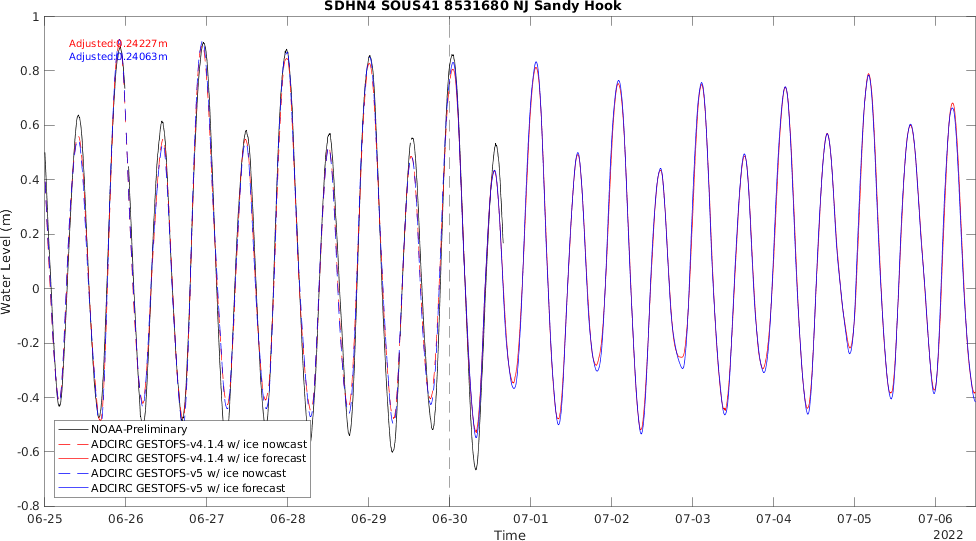 SDHN4 SOUS41 8531680 NJ Sandy Hook
Adjusted:0.24227m
Adjusted:0.24063m
1
0.8
0.6
0.4
0.2
0
-0.2
-0.4
-0.6
-0.8
Water Level (m)
NOAA-Preliminary
ADCIRC GESTOFS-v4.1.4 w/ ice nowcast
ADCIRC GESTOFS-v4.1.4 w/ ice forecast
ADCIRC GESTOFS-v5 w/ ice nowcast
ADCIRC GESTOFS-v5 w/ ice forecast
06-25 06-26 06-27 06-28 06-29 06-30 07-01 07-02 07-03 07-04 07-05 07-06
Time
2022